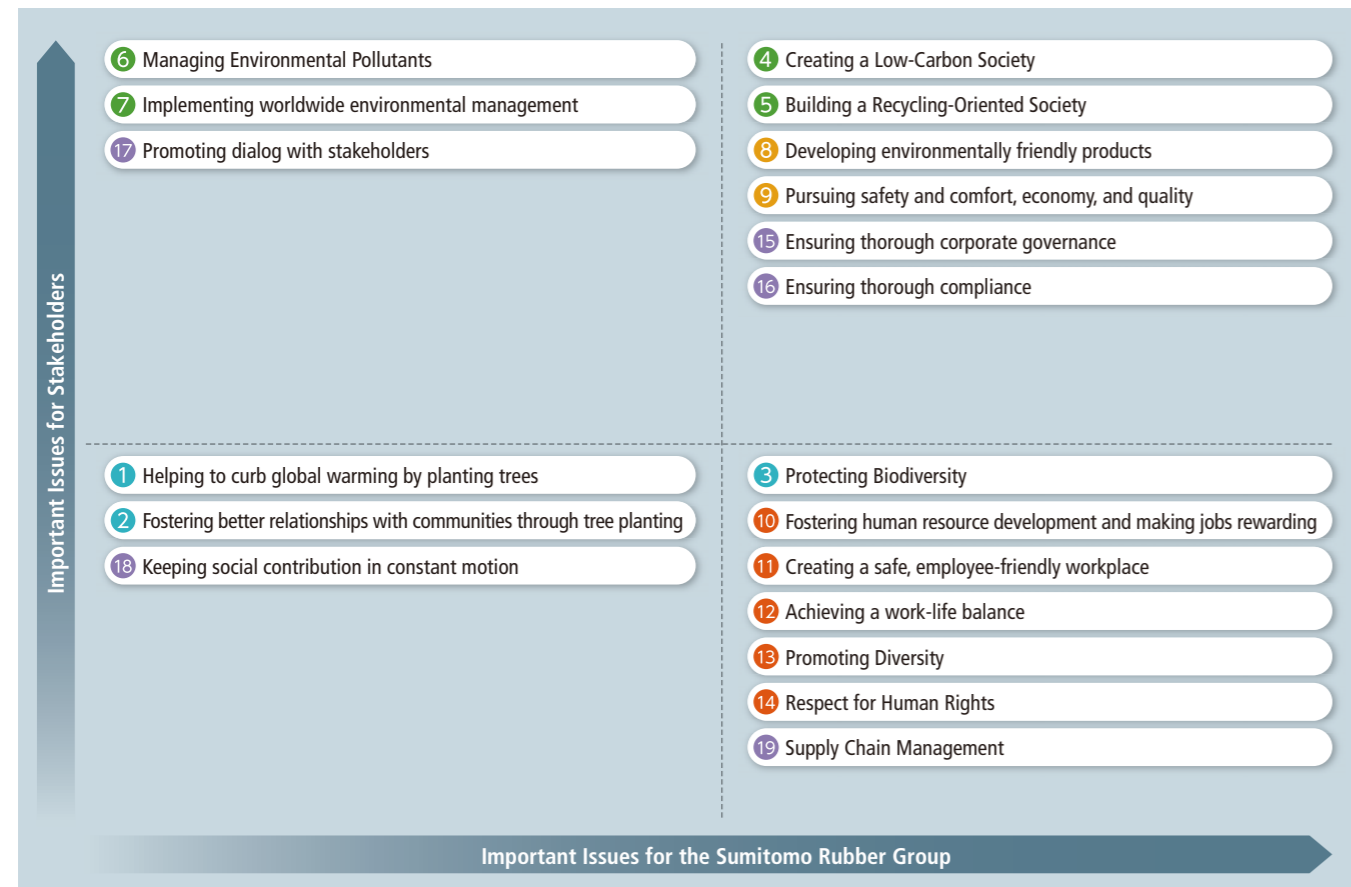 Important Issues for Stakeholders
6 Managing Environmental Pollutants
7 Implementing worldwide environmental management
17 Promoting dialog with stakeholders
4 Creating a Low-Carbon Society
5 Building a Recycling-Oriented Society
8 Developing environmentally friendly products
9 Pursuing safety and comfort, economy, and quality
15 Ensuring thorough corporate governance
16 Ensuring thorough compliance
1 Helping to curb global warming by planting trees
2 Fostering better relationships with communities through tree planting
18 Keeping social contribution in constant motion
3 Protecting Biodiversity
10 Fostering human resource development and making jobs rewarding
11 Creating a safe, employee-friendly workplace
12 Achieving a work-life balance
13 Promoting Diversity
14 Respect for Human Rights
19 Supply Chain Management
Important Issues for the Sumitomo Rubber Group